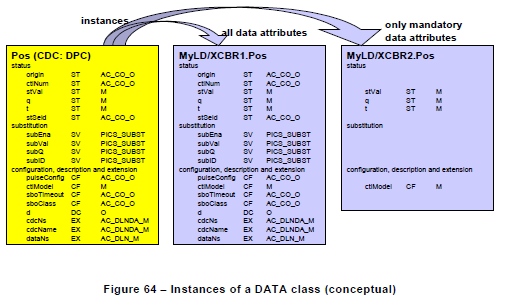 instances
all data attributes
only mandatory
data attributes
Pos (CDC: DPC)
status
origin ST AC_CO_O
ctlNum ST AC_CO_O
stVal ST M
q ST M
t ST M
stSeld ST AC_CO_O
substitution
subEna SV PICS_SUBST
subVal SV PICS_SUBST
subQ SV PICS_SUBST
subID SV PICS_SUBST
configuration, description and extension
pulseConfig CF AC_CO_O
ctlModel CF M
sboTimeout CF AC_CO_O
sboClass CF AC_CO_O
d DC O
cdcNs EX AC_DLNDA_M
cdcName EX AC_DLNDA_M
dataNs EX AC_DLN_M
MyLD/XCBR1.Pos
status
origin ST AC_CO_O
ctlNum ST AC_CO_O
stVal ST M
q ST M
t ST M
stSeld ST AC_CO_O
substitution
subEna SV PICS_SUBST
subVal SV PICS_SUBST
subQ SV PICS_SUBST
subID SV PICS_SUBST
configuration, description and extension
pulseConfig CF AC_CO_O
ctlModel CF M
sboTimeout CF AC_CO_O
sboClass CF AC_CO_O
d DC O
cdcNs EX AC_DLNDA_M
cdcName EX AC_DLNDA_M
dataNs EX AC_DLN_M
MyLD/XCBR2.Pos
status
stVal ST M
q ST M
t ST M
substitution
configuration, description and extension
ctlModel CF M
Figure 64 – Instances of a DATA class (conceptual)